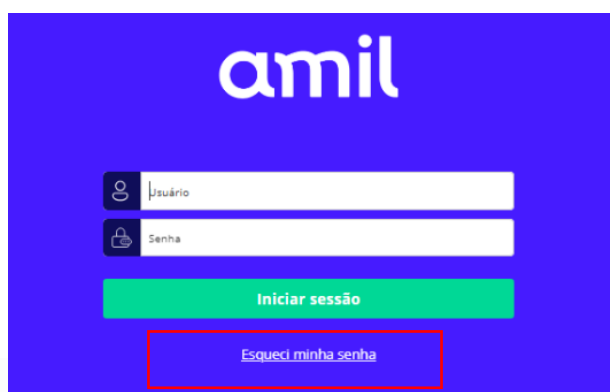 amil
Usuário
Senha
Iniciar sessão
Esqueci minha senha